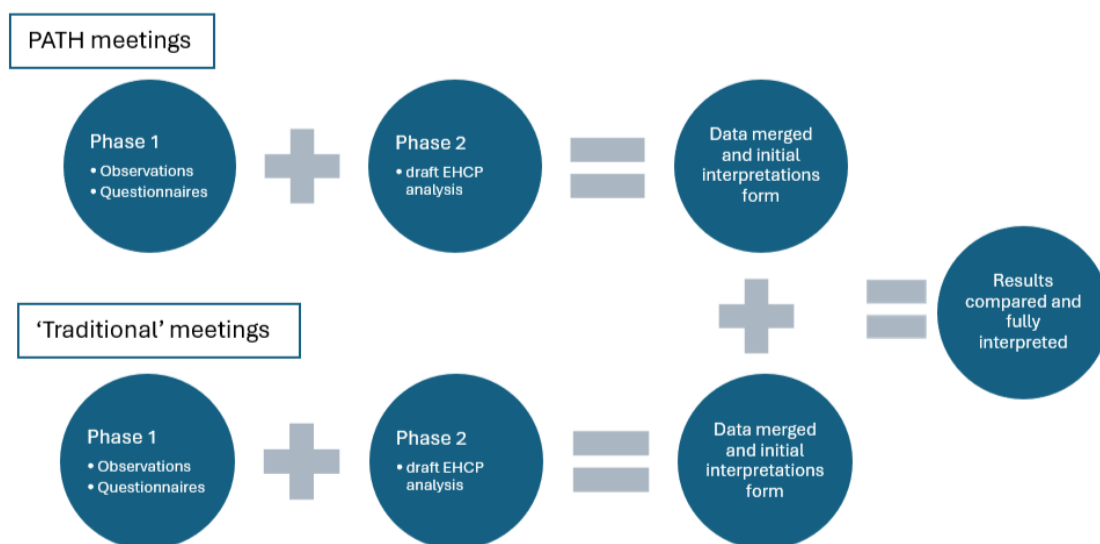 PATH meetings
Phase 1
• Observations
• Questionnaires
Phase 2
• draft EHCP
analysis
Data merged
and initial
interpretations
form
Results
compared and
fully
interpreted
‘Traditional’ meetings
Phase 1
• Observations
• Questionnaires
Phase 2
• draft EHCP
analysis
Data merged
and initial
interpretations
form